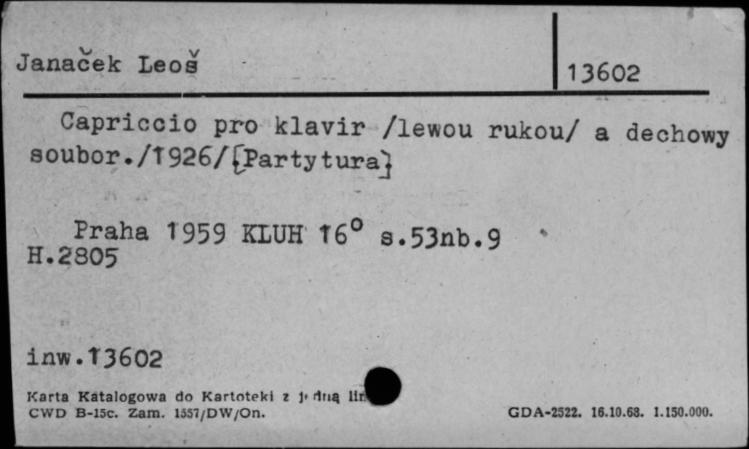 Janaček Leoš
13602
Capriccio pro klavir /lewou rukou/ a dechowy
soubor./1926/[Partytura]
Praha 1959 KLUH 16° s.53nb.9
H.2805
inw.13602
Karta Katalogowa do Kartoteki z
CWD B-15c. Zam. 1557/DW/On.
GDA-2522. 16.10.68. 1.150.000.